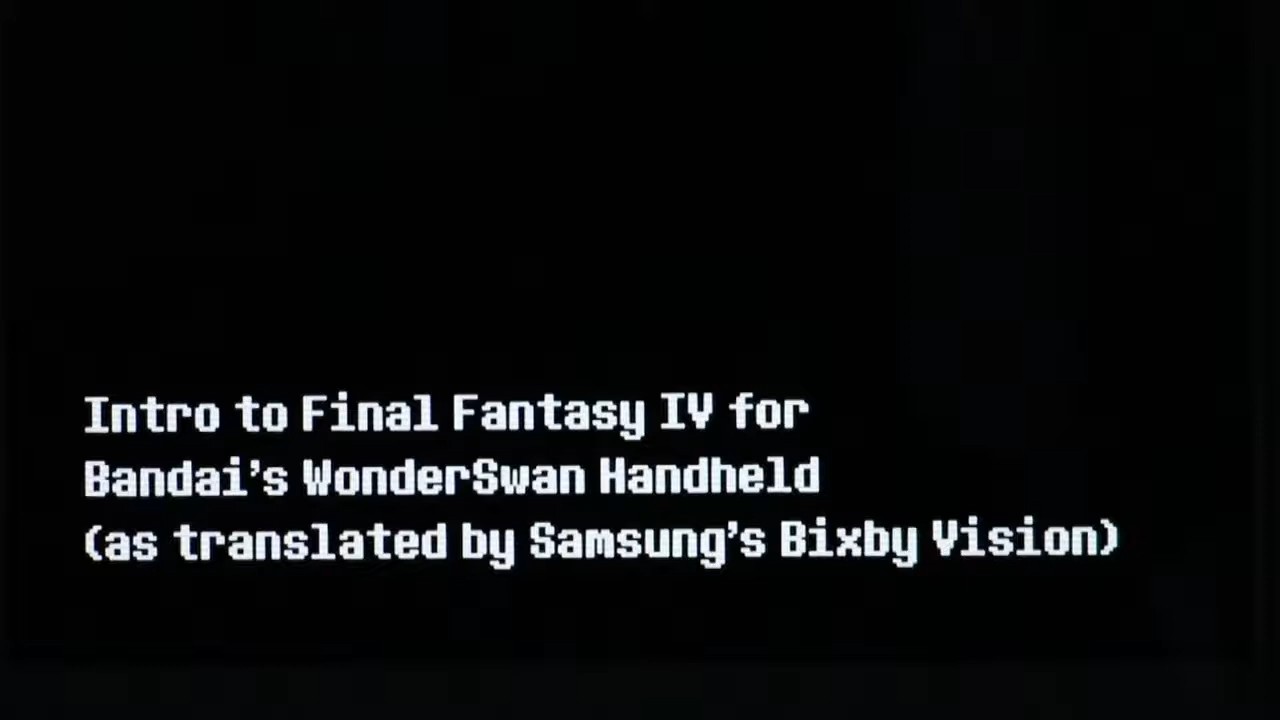 Intro to Final Fantasy IV for
Bandai's WonderSwan Handheld
(as translated by Samsung's Bixby Vision)